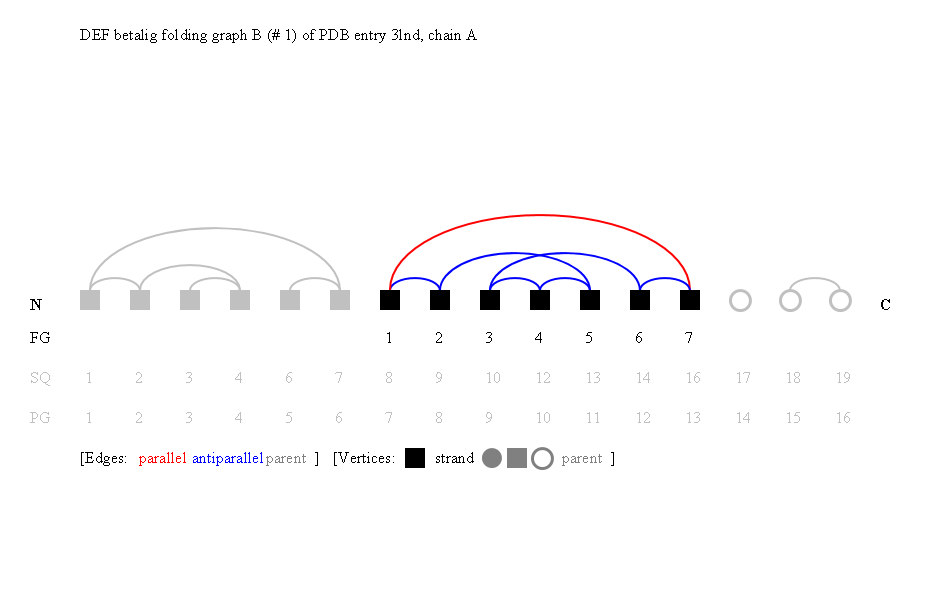 DEF betalig folding graph B (# 1) of PDB entry 3lnd, chain A
N C
FG 1 2 3 4 5 6 7
SQ 1 2 3 4 6 7 8 9 10 12 13 14 16 17 18 19
PG 1 2 3 4 5 6 7 8 9 10 11 12 13 14 15 16
[Edges: parallel antiparallel parent ] [Vertices: strand parent ]